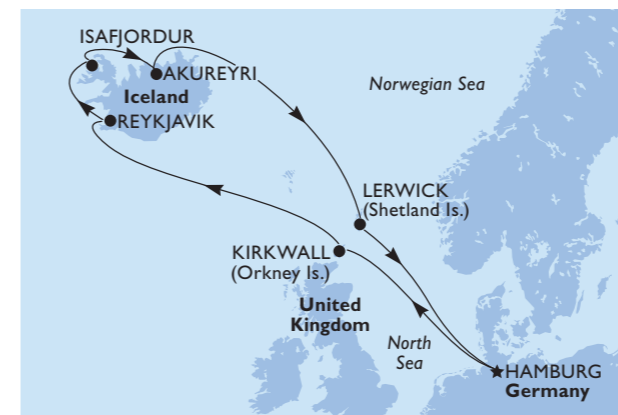 ISAFJORDUR
AKUREYRI
Iceland
REYKJAVIK
Norwegian Sea
LERWICK
(Shetland Is.)
KIRKWALL
(Orkney Is.)
United
Kingdom
North
Sea
HAMBURG
Germany